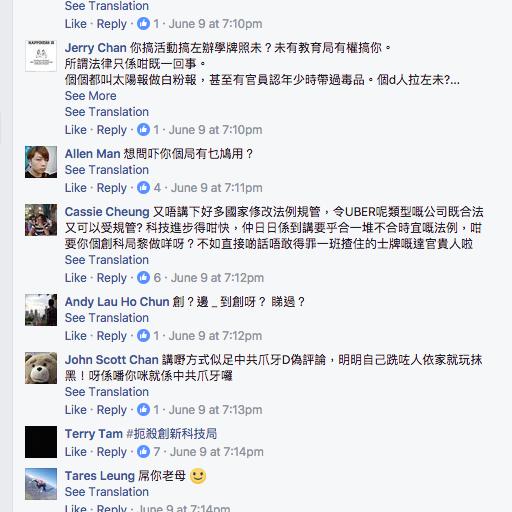 See Translation
Like · Reply · 1 · June 9 at 7:10pm
HAPPINESS IS
Jerry Chan 你搞活動搞左辦學牌照未？未有教育局有權搞你。
所謂法律只係咁既一回事。
個個都叫太陽報做白粉報，甚至有官員認年少時帶過毒品。個d人拉左未?...
See More
See Translation
Like · Reply · 1 · June 9 at 7:10pm
Allen Man 想問吓你個局有乜鳩用？
See Translation
Like · Reply · 4 · June 9 at 7:11pm
Cassie Cheung 又唔講下好多國家修改法例規管，令UBER呢類型嘅公司既合法
又可以受規管? 科技進步得咁快，仲日日係到講要乎合一堆不合時宜嘅法例，咁
要你個創科局黎做咩呀？不如直接啲話唔敢得罪一班揸住的士牌嘅達官貴人啦
See Translation
Like · Reply · 6 · June 9 at 7:12pm
Andy Lau Ho Chun 創？邊 _ 到創呀？ 睇過？
See Translation
Like · Reply · 1 · June 9 at 7:12pm
John Scott Chan 講嘢方式似足中共爪牙D偽評論，明明自己跣咗人依家就玩抹
黑！呀係喎你咪就係中共爪牙囉
See Translation
Like · Reply · 1 · June 9 at 7:13pm
Terry Tam #扼殺創新科技局
Like · Reply · 7 · June 9 at 7:14pm
Tares Leung 屌你老母
See Translation
Like · Reply · June 9 at 7:14pm